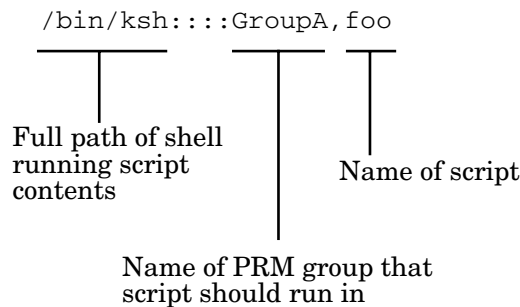 /bin/ksh::::GroupA,foo
Full path of shell
running script
contents
Name of script
Name of PRM group that
script should run in